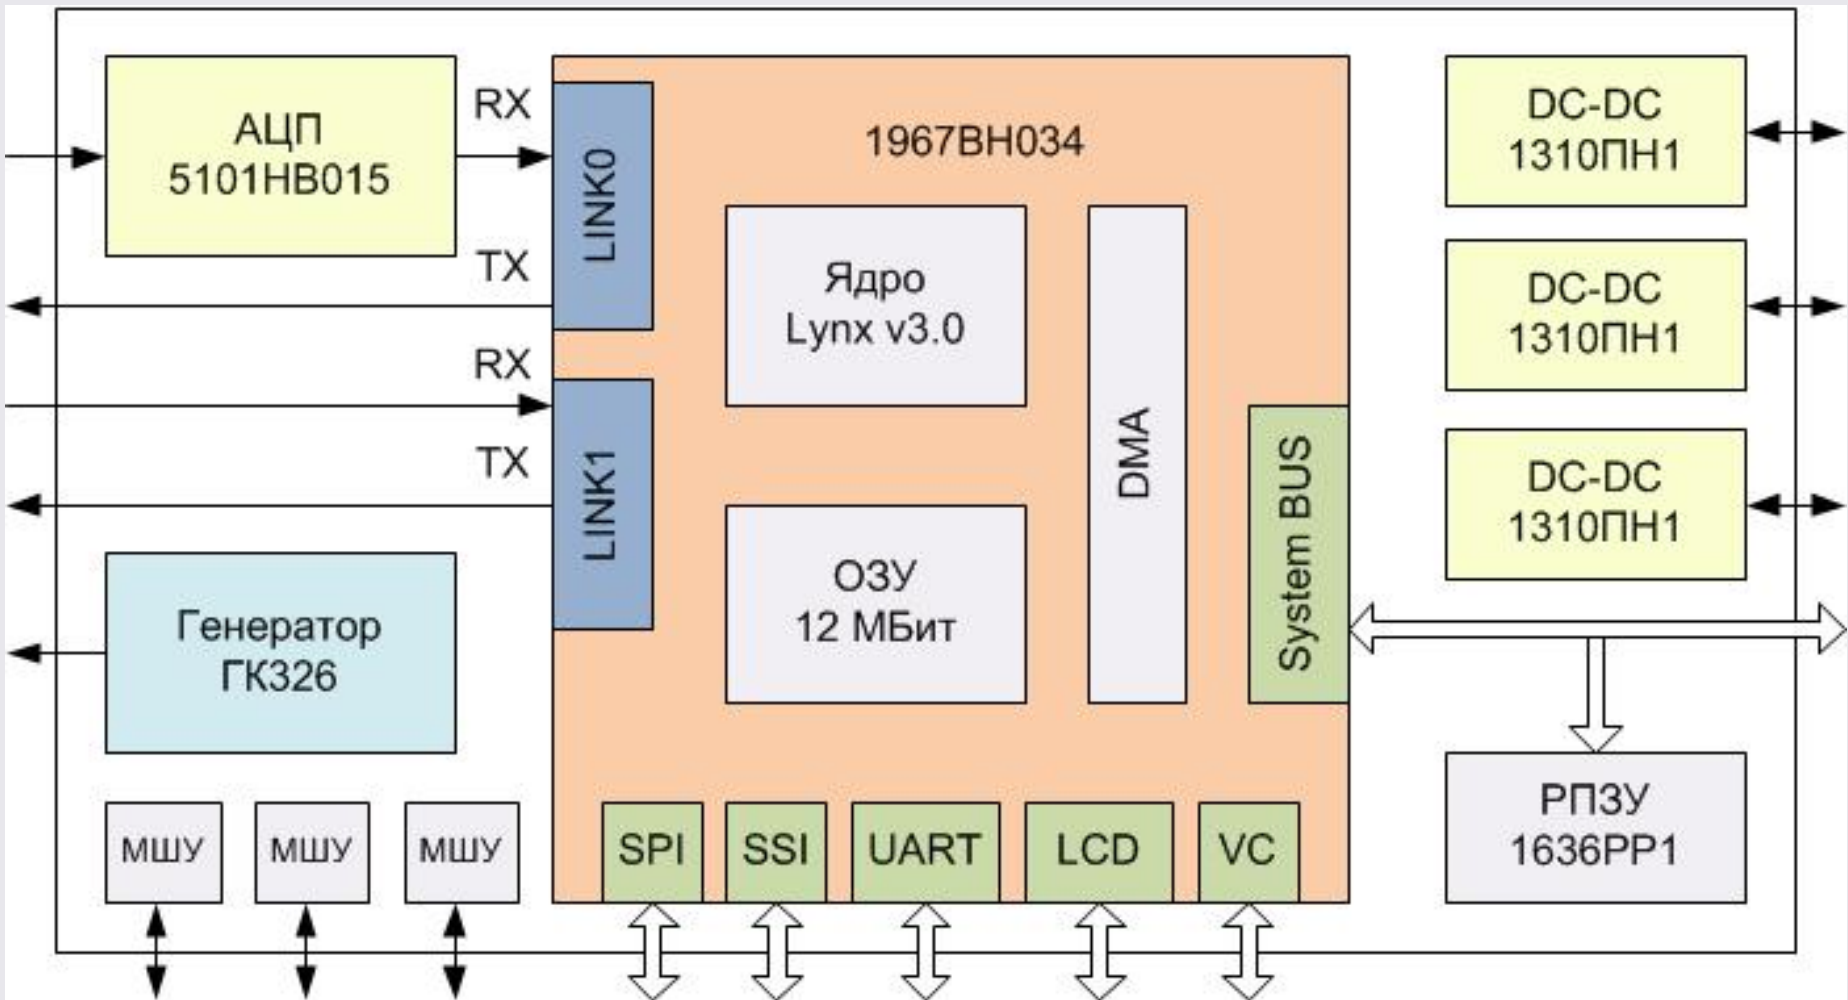 АЦП
5101НВ015
RX
TX
RX
TX
LINK0
LINK1
1967ВН034
Ядро
Lynx v3.0
ОЗУ
12 МБит
DMA
System BUS
DC-DC
1310ПН1
DC-DC
1310ПН1
DC-DC
1310ПН1
Генератор
ГК326
МШУ
МШУ
МШУ
SPI
SSI
UART
LCD
VC
РПЗУ
1636РР1